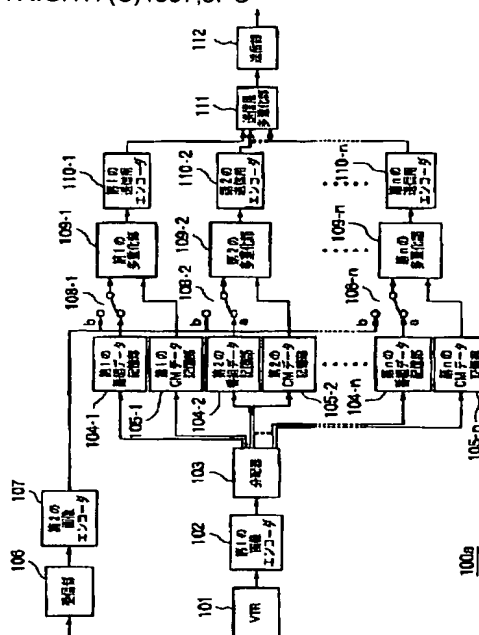 (C)1997,JPO
101
VTR
102
第1の
画像
エンコーダ
103
分配器
106
受信部
107
第2の
画像
エンコーダ
104-1
第1の
番組データ
記憶部
105-1
第1の
CMデータ
記憶部
104-2
第2の
番組データ
記憶部
105-2
第2の
CMデータ
記憶部
104-n
第nの
番組データ
記憶部
105-n
第nの
CMデータ
記憶部
b
108-1
b
a
108-2
b
a
108-n
109-1
第1の
多重化部
109-2
第2の
多重化部
109-n
第nの
多重化部
110-1
第1の
送信用
エンコーダ
110-2
第2の
送信用
エンコーダ
110-n
第nの
送信用
エンコーダ
111
送信用
多重化部
112
送信部
100a